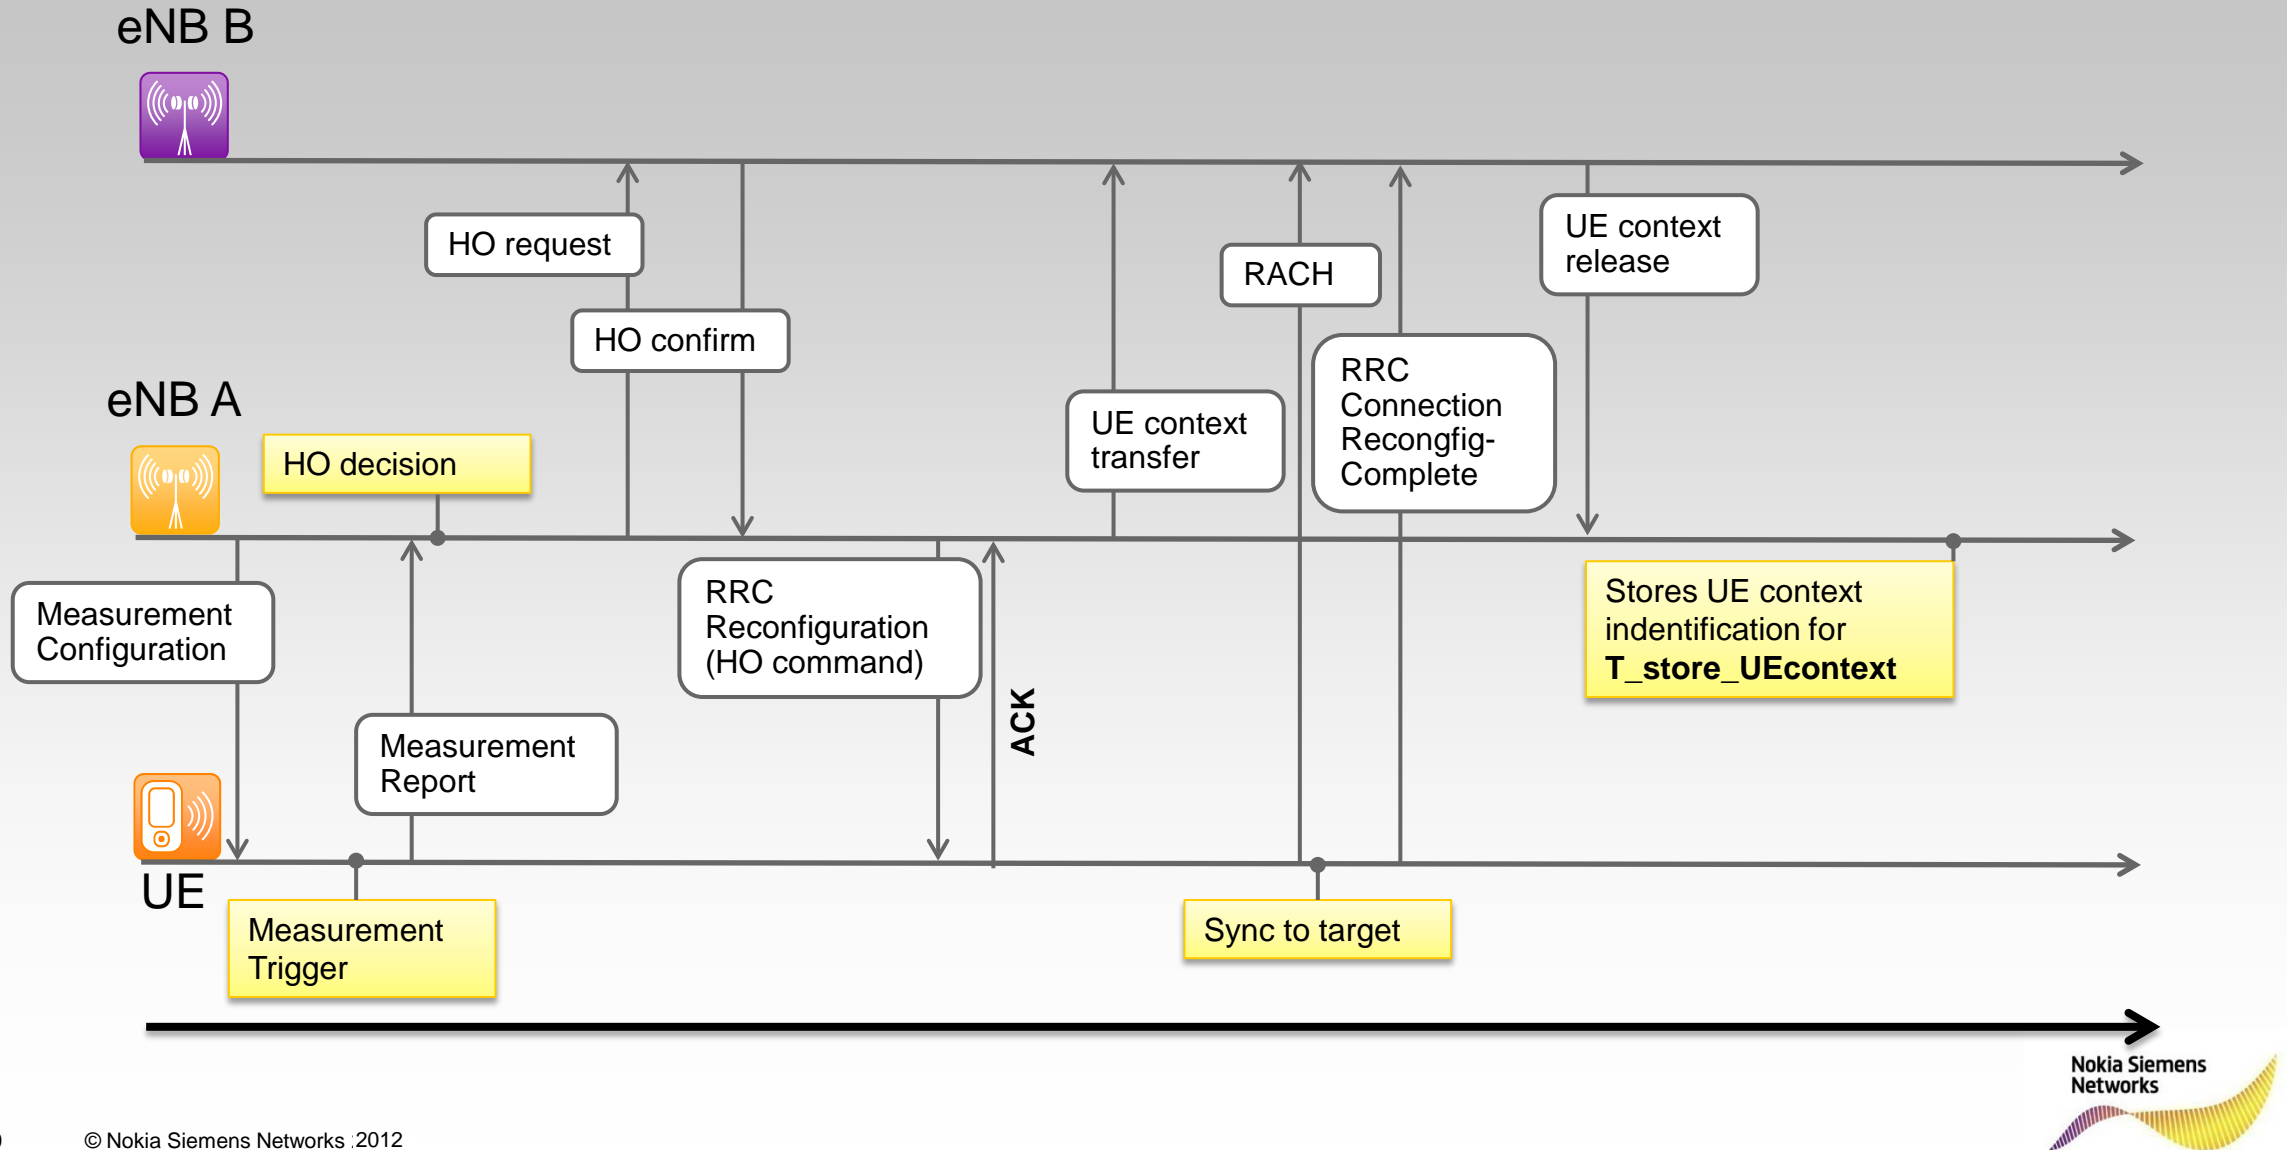 eNB B
HO request
UE context
release
RACH
HO confirm
RRC
Connection
Recongfig-
Complete
eNB A
UE context
transfer
HO decision
Measurement
Configuration
RRC
Reconfiguration
(HO command)
Stores UE context
indentification for
T_store_UEcontext
ACK
Measurement
Report
UE
Measurement
Trigger
Sync to target
Nokia Siemens
Networks
© Nokia Siemens Networks 2012